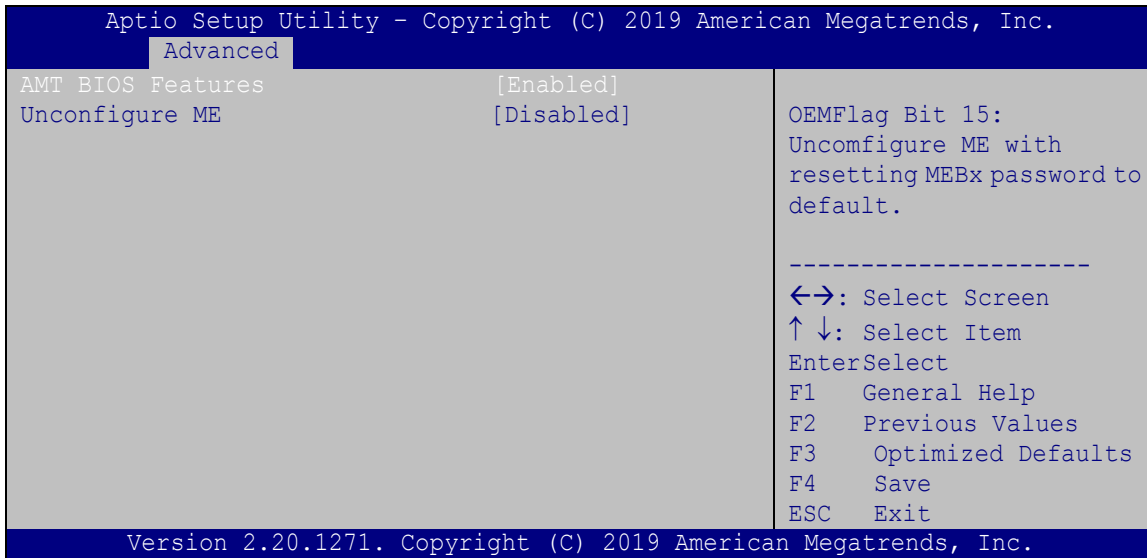 Aptio Setup Utility – Copyright (C) 2019 American Megatrends, Inc.
Advanced
AMT BIOS Features [Enabled]
Unconfigure ME [Disabled]
OEMFlag Bit 15:
Uncomfigure ME with
resetting MEBx password to
default.
---------------------
←→: Select Screen
↑ ↓: Select Item
EnterSelect
F1 General Help
F2 Previous Values
F3 Optimized Defaults
F4 Save
ESC Exit
Version 2.20.1271. Copyright (C) 2019 American Megatrends, Inc.